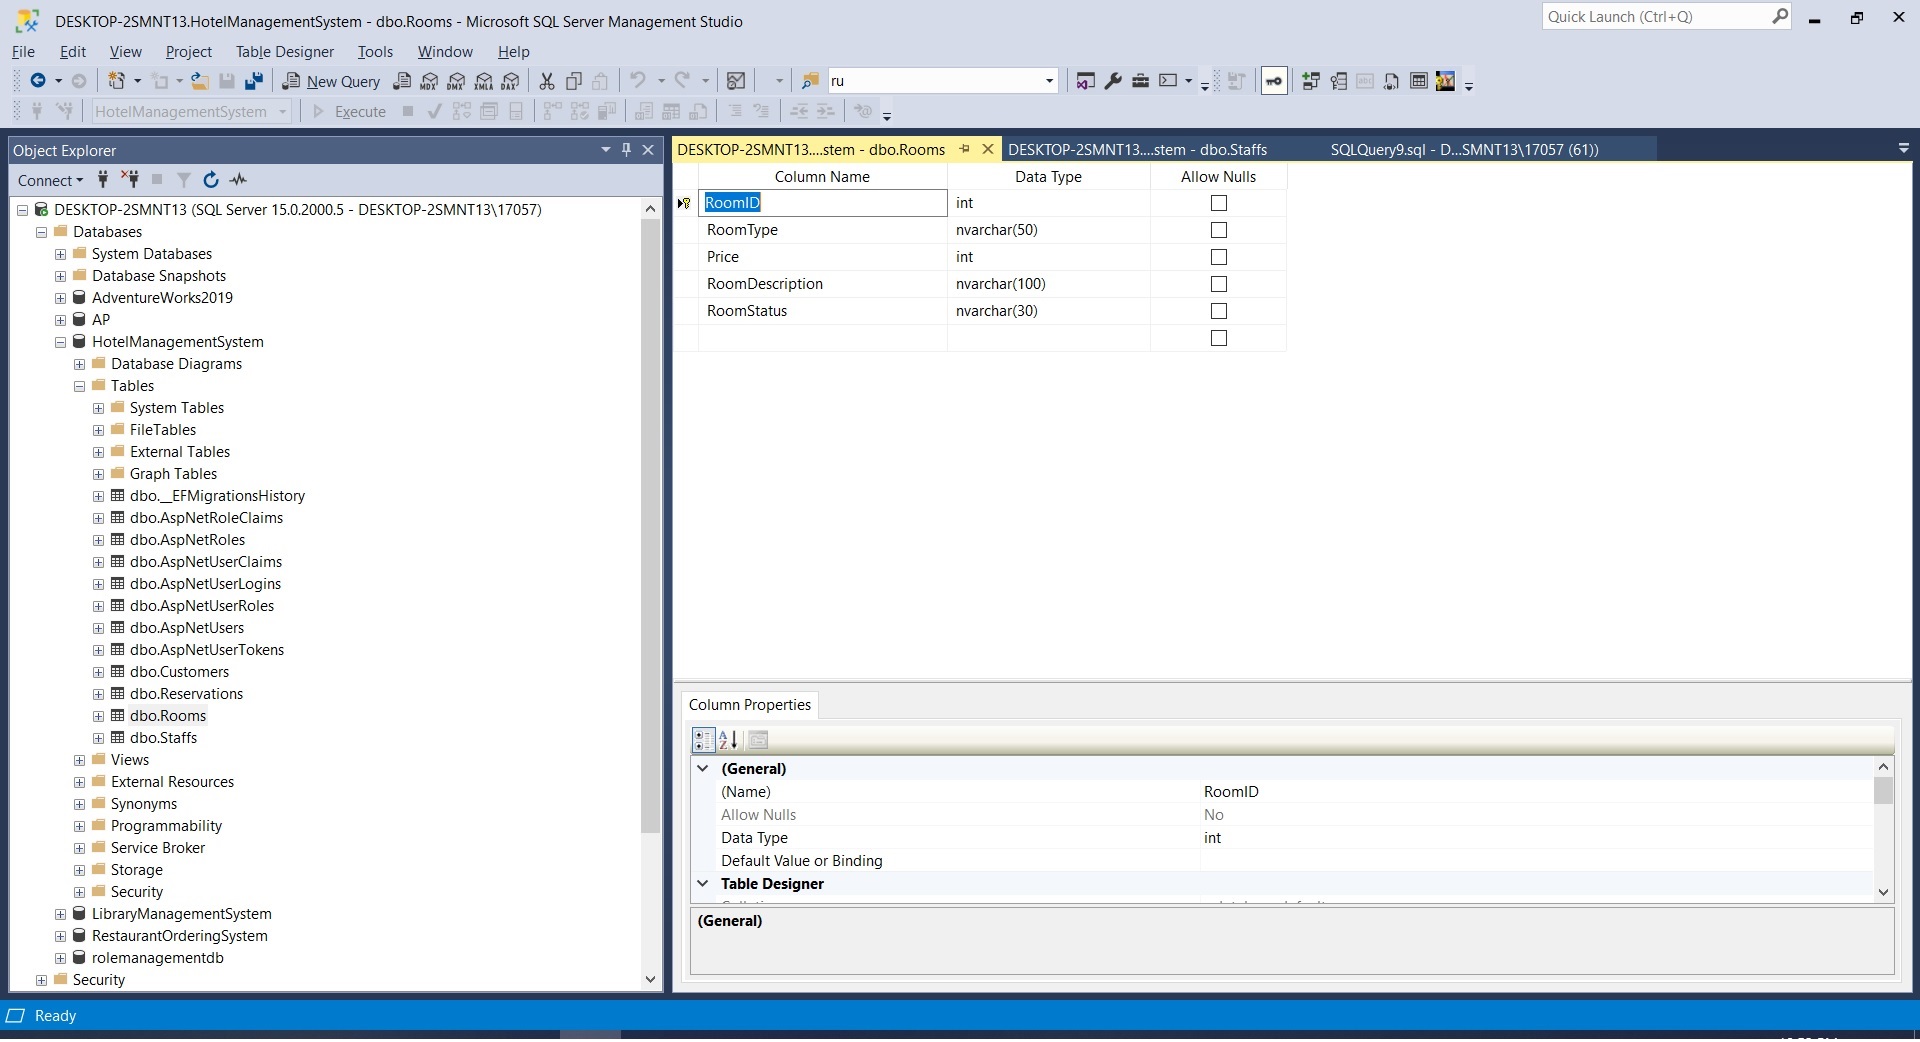 DESKTOP-2SMNT13.HotelManagementSystem - dbo.Rooms - Microsoft SQL Server Management Studio
Quick Launch (Ctrl+Q)
File Edit View Project Table Designer Tools Window Help
New Query MDX DMX XMLA DAX ru
HotelManagementSystem Execute
Object Explorer
Connect
DESKTOP-2SMNT13 (SQL Server 15.0.2000.5 - DESKTOP-2SMNT13\17057)
Databases
System Databases
Database Snapshots
AdventureWorks2019
AP
HotelManagementSystem
Database Diagrams
Tables
System Tables
FileTables
External Tables
Graph Tables
dbo.__EFMigrationsHistory
dbo.AspNetRoleClaims
dbo.AspNetRoles
dbo.AspNetUserClaims
dbo.AspNetUserLogins
dbo.AspNetUserRoles
dbo.AspNetUsers
dbo.AspNetUserTokens
dbo.Customers
dbo.Reservations
dbo.Rooms
dbo.Staffs
Views
External Resources
Synonyms
Programmability
Service Broker
Storage
Security
LibraryManagementSystem
RestaurantOrderingSystem
rolemanagementdb
Security
DESKTOP-2SMNT13....stem - dbo.Rooms DESKTOP-2SMNT13....stem - dbo.Staffs SQLQuery9.sql - D...SMNT13\17057 (61))
Column Name Data Type Allow Nulls
RoomID int
RoomType nvarchar(50)
Price int
RoomDescription nvarchar(100)
RoomStatus nvarchar(30)
Column Properties
(General)
(Name) RoomID
Allow Nulls No
Data Type int
Default Value or Binding
Table Designer
(General)
Ready